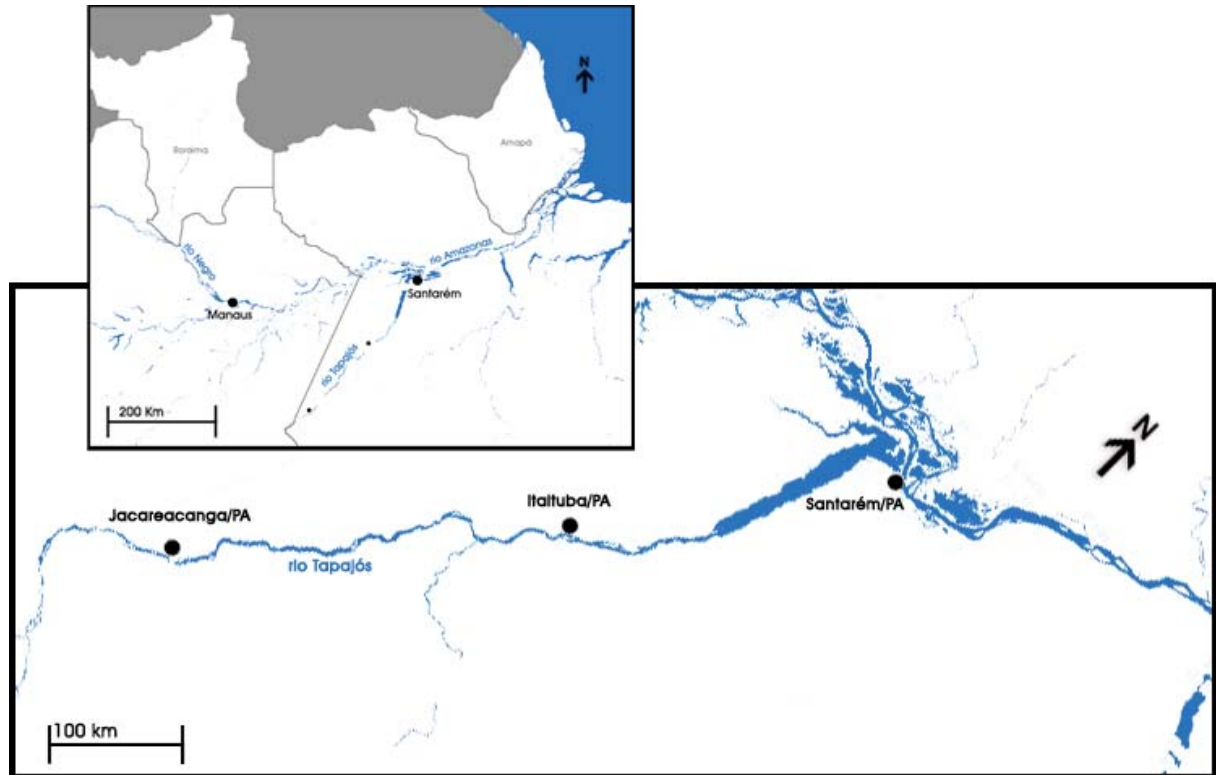 N
Roraima
Amapá
rio Negro
rio Amazonas
Manaus
Santarém
rio Tapajós
200 Km
N
Jacareacanga/PA
Itaituba/PA
Santarém/PA
rio Tapajós
100 km